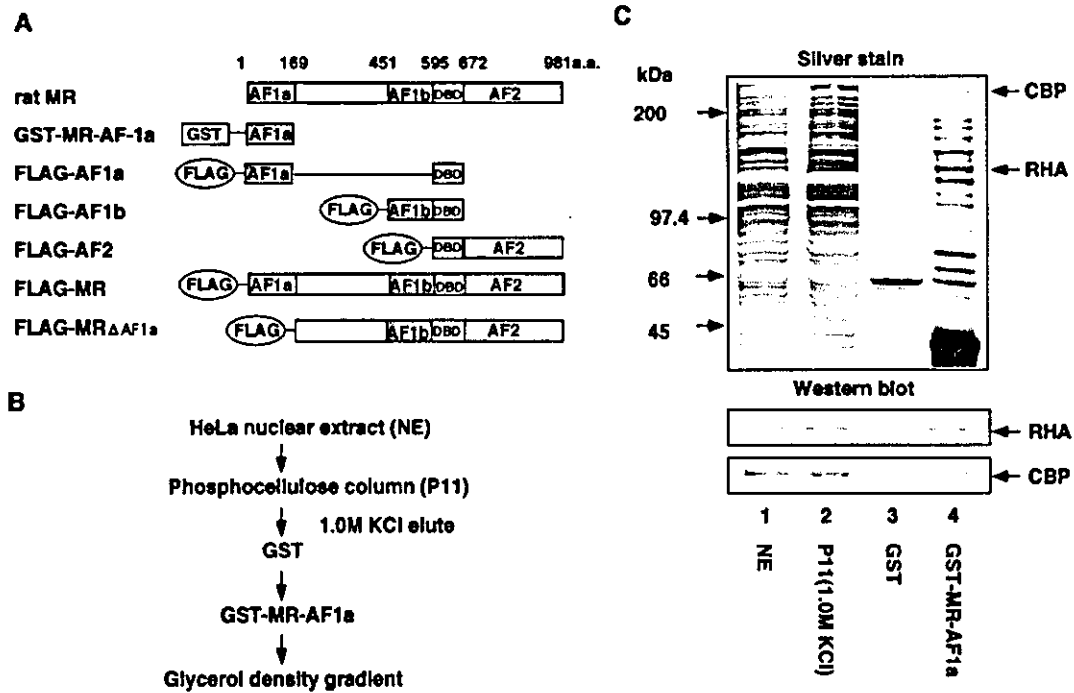 A
1 169 451 595 672 981a.a.
rat MR AF1a AF1b DBD AF2
GST-MR-AF-1a GST AF1a
FLAG-AF1a FLAG AF1a DBD
FLAG-AF1b FLAG AF1b DBD
FLAG-AF2 FLAG DBD AF2
FLAG-MR FLAG AF1a AF1b DBD AF2
FLAG-MRΔAF1a FLAG AF1b DBD AF2
B
HeLa nuclear extract (NE)
Phosphocellulose column (P11)
1.0M KCl elute
GST
GST-MR-AF1a
Glycerol density gradient
C
Silver stain
kDa
CBP
200
RHA
97.4
66
45
Western blot
RHA
CBP
1 2 3 4
NE
P11(1.0M KCl)
GST
GST-MR-AF1a